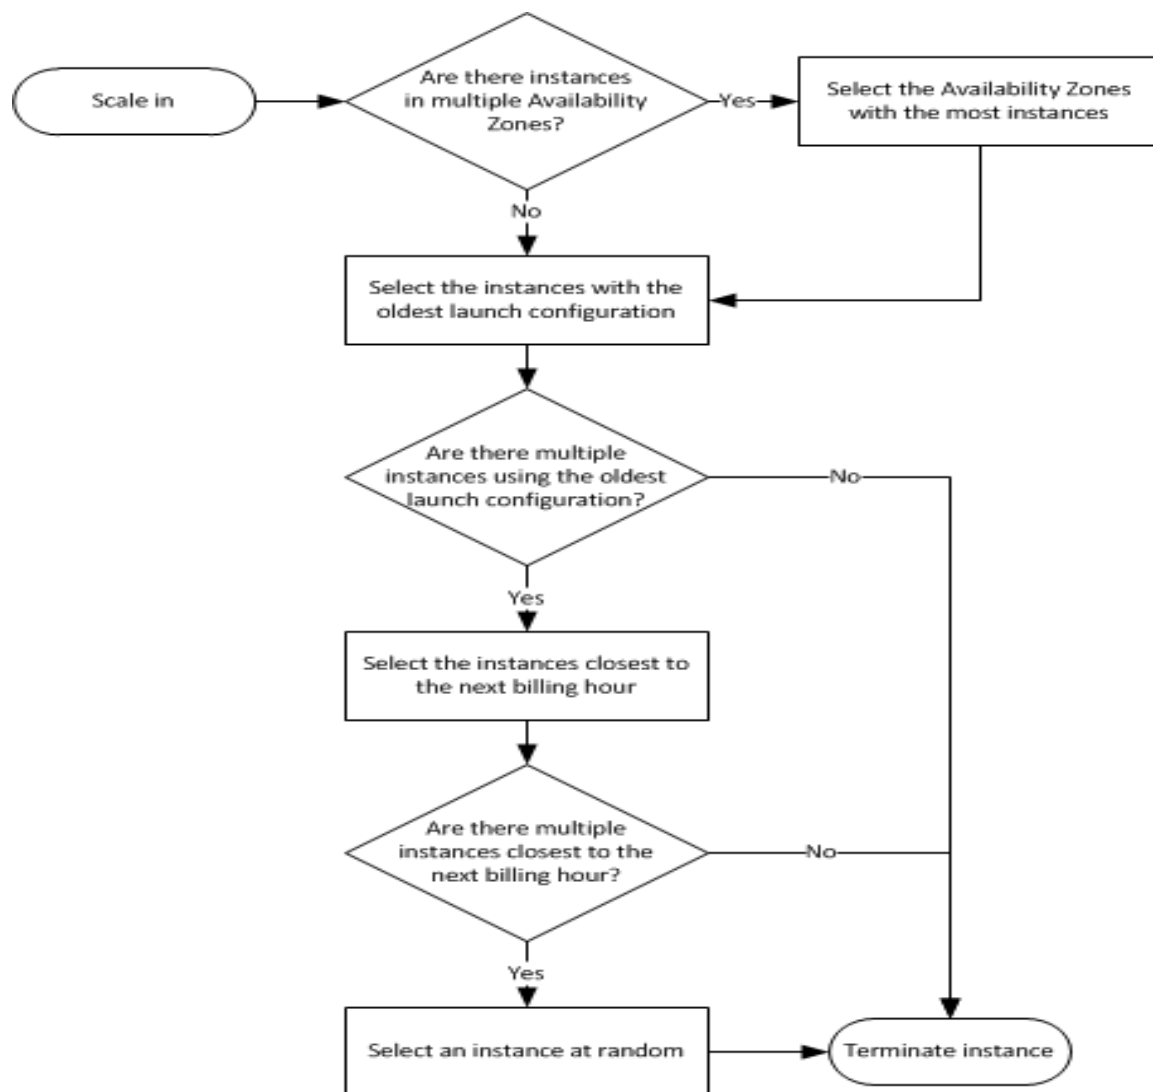 Scale in
Are there instances
in multiple Availability
Zones?
Yes
Select the Availability Zones
with the most instances
No
Select the instances with the
oldest launch configuration
Are there multiple
instances using the oldest
launch configuration?
No
Yes
Select the instances closest to
the next billing hour
Are there multiple
instances closest to the
next billing hour?
No
Yes
Select an instance at random
Terminate instance